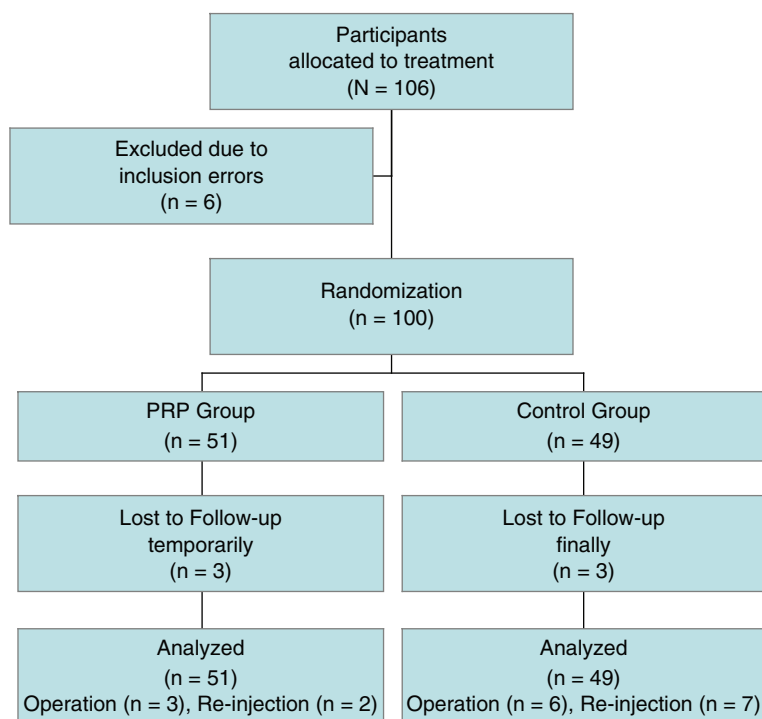 Participants
allocated to treatment
(N = 106)
Excluded due to
inclusion errors
(n = 6)
Randomization
(n = 100)
PRP Group
(n = 51)
Control Group
(n = 49)
Lost to Follow-up
temporarily
(n = 3)
Lost to Follow-up
finally
(n = 3)
Analyzed
(n = 51)
Operation (n = 3), Re-injection (n = 2)
Analyzed
(n = 49)
Operation (n = 6), Re-injection (n = 7)